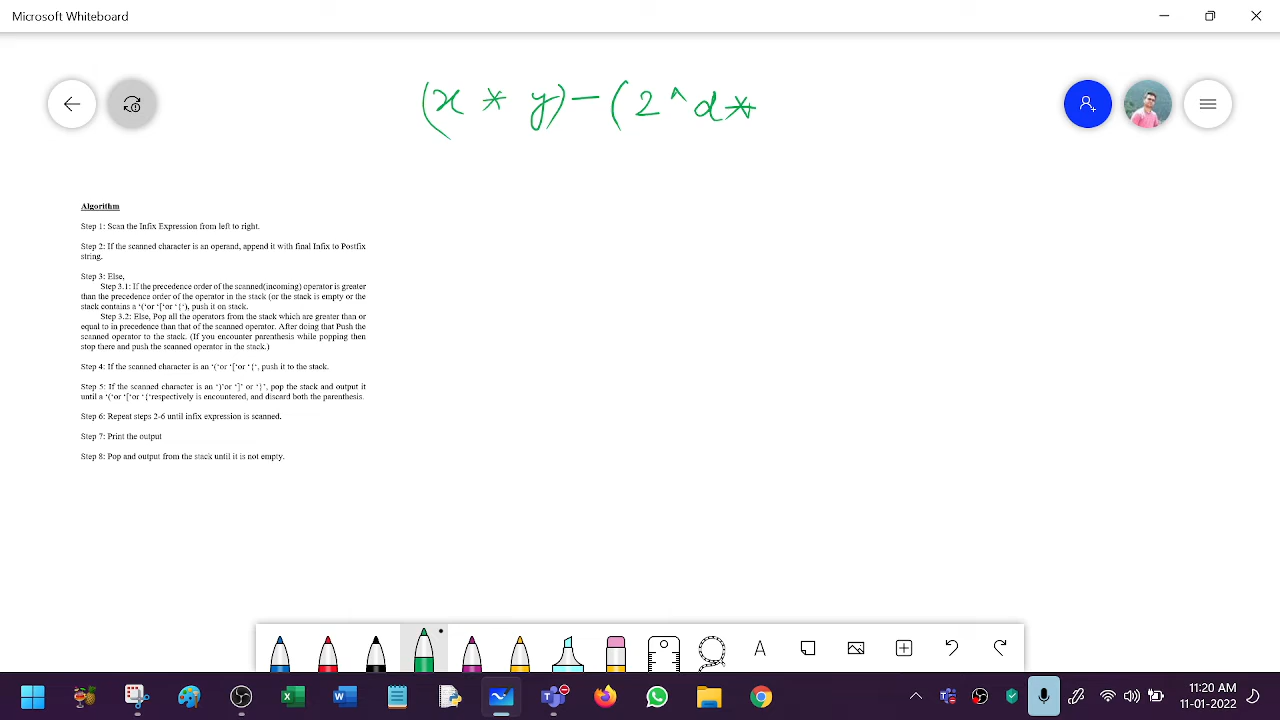 Microsoft Whiteboard
(x * y) - (2 ^ d *
Algorithm
Step 1: Scan the Infix Expression from left to right.
Step 2: If the scanned character is an operand, append it with final Infix to Postfix
string.
Step 3: Else,
Step 3.1: If the precedence order of the scanned(incoming) operator is greater
than the precedence order of the operator in the stack (or the stack is empty or the
stack contains a ‘(‘or ‘[‘or ‘{‘), push it on stack.
Step 3.2: Else, Pop all the operators from the stack which are greater than or
equal to in precedence than that of the scanned operator. After doing that Push the
scanned operator to the stack. (If you encounter parenthesis while popping then
stop there and push the scanned operator in the stack.)
Step 4: If the scanned character is an ‘(‘or ‘[‘or ‘{‘, push it to the stack.
Step 5: If the scanned character is an ‘)’or ‘]’ or ‘}’, pop the stack and output it
until a ‘(‘or ‘[‘or ‘{‘respectively is encountered, and discard both the parenthesis.
Step 6: Repeat steps 2-6 until infix expression is scanned.
Step 7: Print the output
Step 8: Pop and output from the stack until it is not empty.
A
11:20 AM
11-01-2022